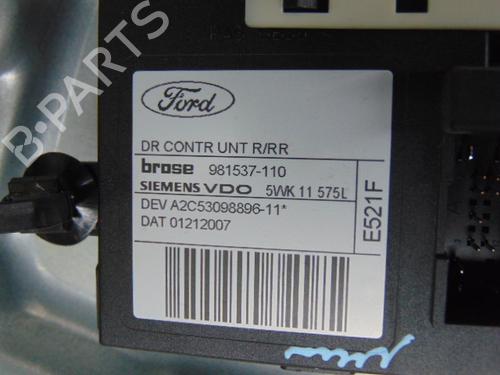 B-PARTS
Ford
DR CONTR UNT R/RR
brose 981537-110
SIEMENS VDO 5WK 11 575L
DEV A2C53098896-11*
DAT 01212007
E521F